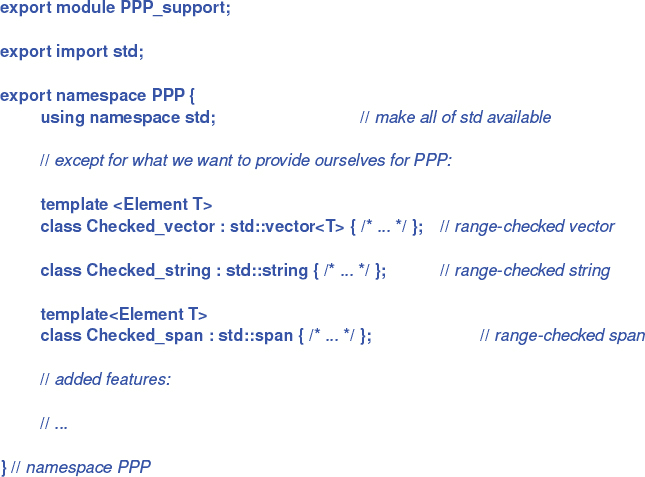 export module PPP_support;
export import std;
export namespace PPP {
using namespace std; // make all of std available
// except for what we want to provide ourselves for PPP:
template <Element T>
class Checked_vector : std::vector<T> { /* ... */ }; // range-checked vector
class Checked_string : std::string { /* ... */ }; // range-checked string
template<Element T>
class Checked_span : std::span { /* ... */ }; // range-checked span
// added features:
// ...
} // namespace PPP